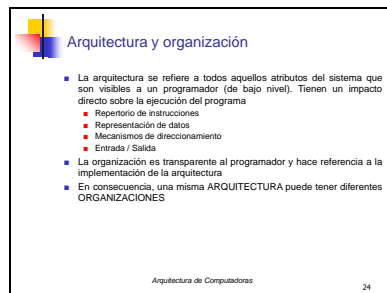 Arquitectura y organización
La arquitectura se refiere a todos aquellos atributos del sistema que
son visibles a un programador (de bajo nivel). Tienen un impacto
directo sobre la ejecución del programa
Repertorio de instrucciones
Representación de datos
Mecanismos de direccionamiento
Entrada / Salida
La organización es transparente al programador y hace referencia a la
implementación de la arquitectura
En consecuencia, una misma ARQUITECTURA puede tener diferentes
ORGANIZACIONES
Arquitectura de Computadoras
24